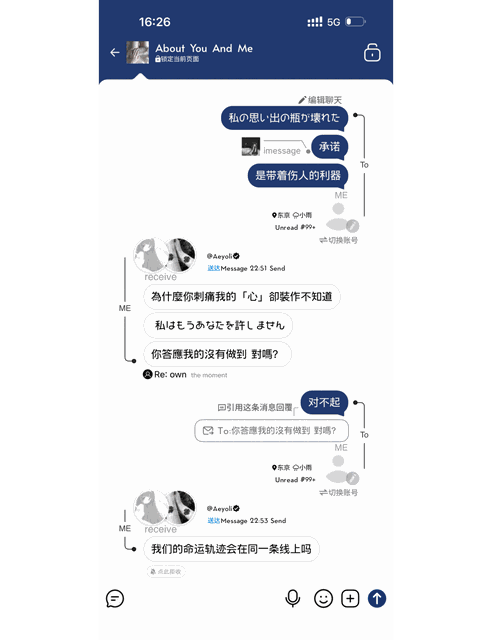 16:26
5G
About You And Me
锁定当前页面
编辑聊天
私の思い出の瓶が壊れた
imessage
承诺
To
是带着伤人的利器
ME
东京 小雨
Unread #99+
切换账号
@Aeyoli
送达Message 22:51 Send
receive
為什麼你刺痛我的「心」卻裝作不知道
ME
私はもうあなたを許しません
你答應我的沒有做到 對嗎?
Re: own the moment
引用这条消息回覆
对不起
To:你答應我的沒有做到 對嗎?
To
ME
东京 小雨
Unread #99+
切换账号
@Aeyoli
送达Message 22:53 Send
receive
ME
我们的命运轨迹会在同一条线上吗